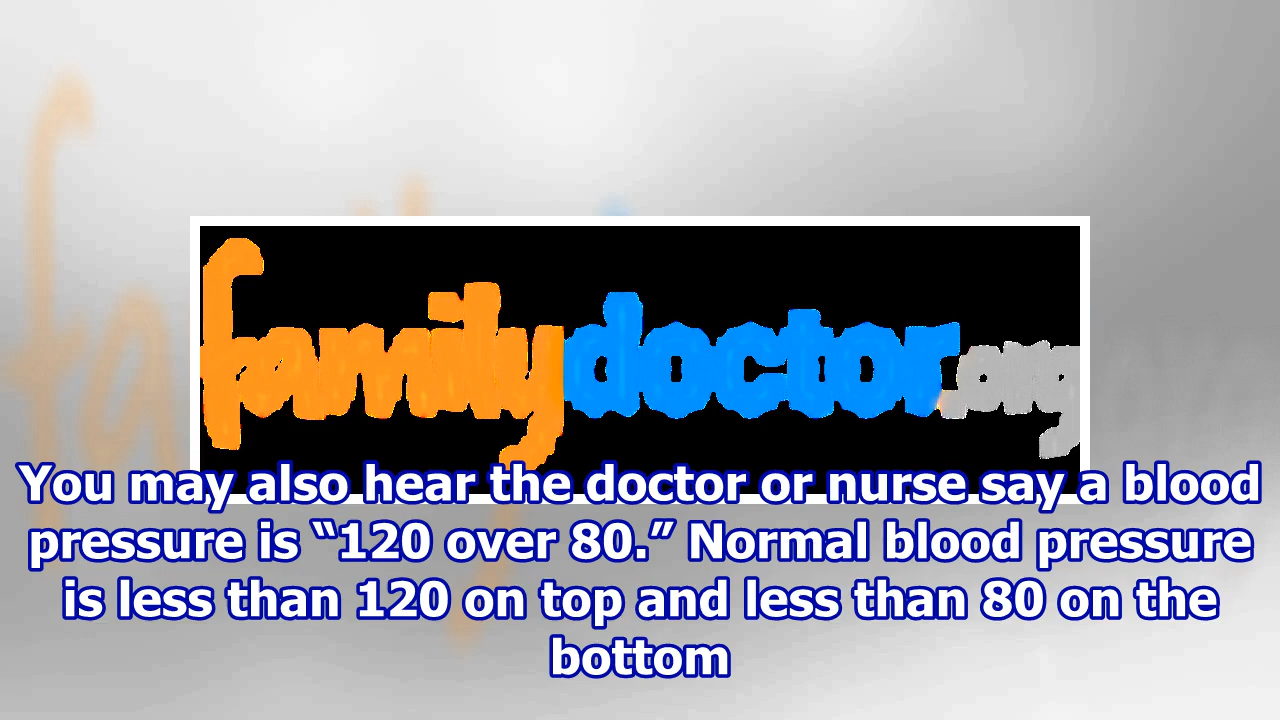 familydoctor.org
You may also hear the doctor or nurse say a blood
pressure is “120 over 80.” Normal blood pressure
is less than 120 on top and less than 80 on the
bottom